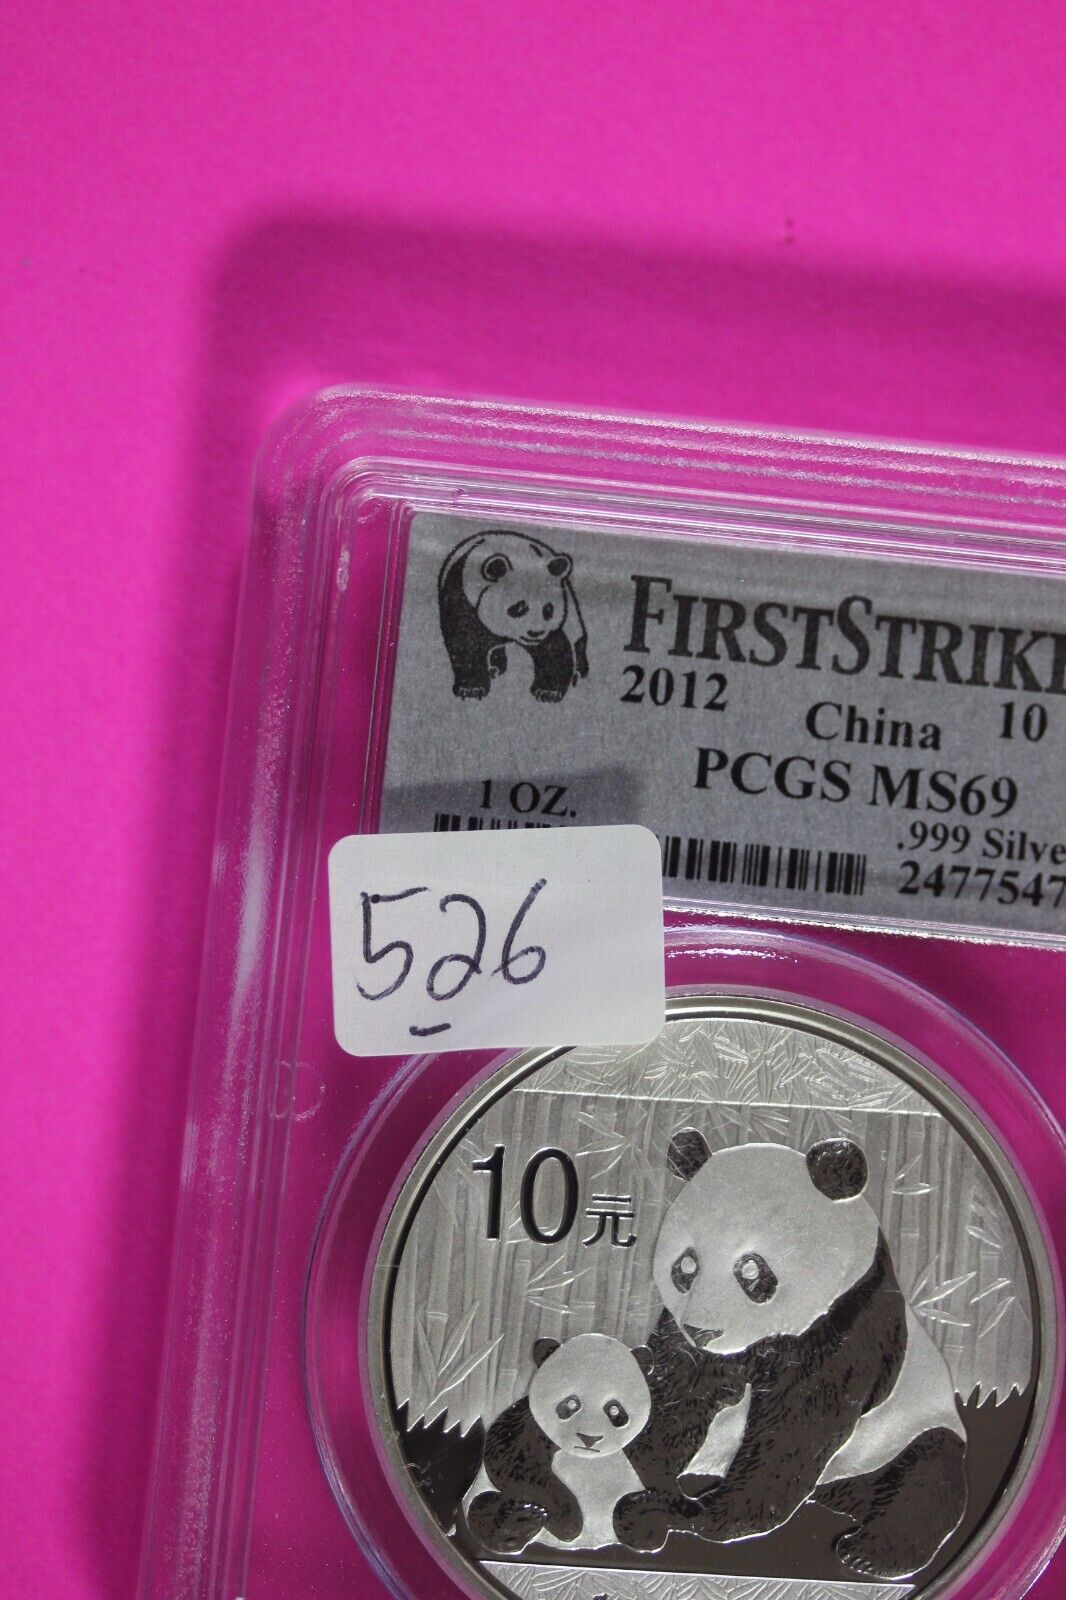 FIRSTSTRIKE
2012 China 10
PCGS MS69
1 OZ. .999 Silve
2477547
526
10元